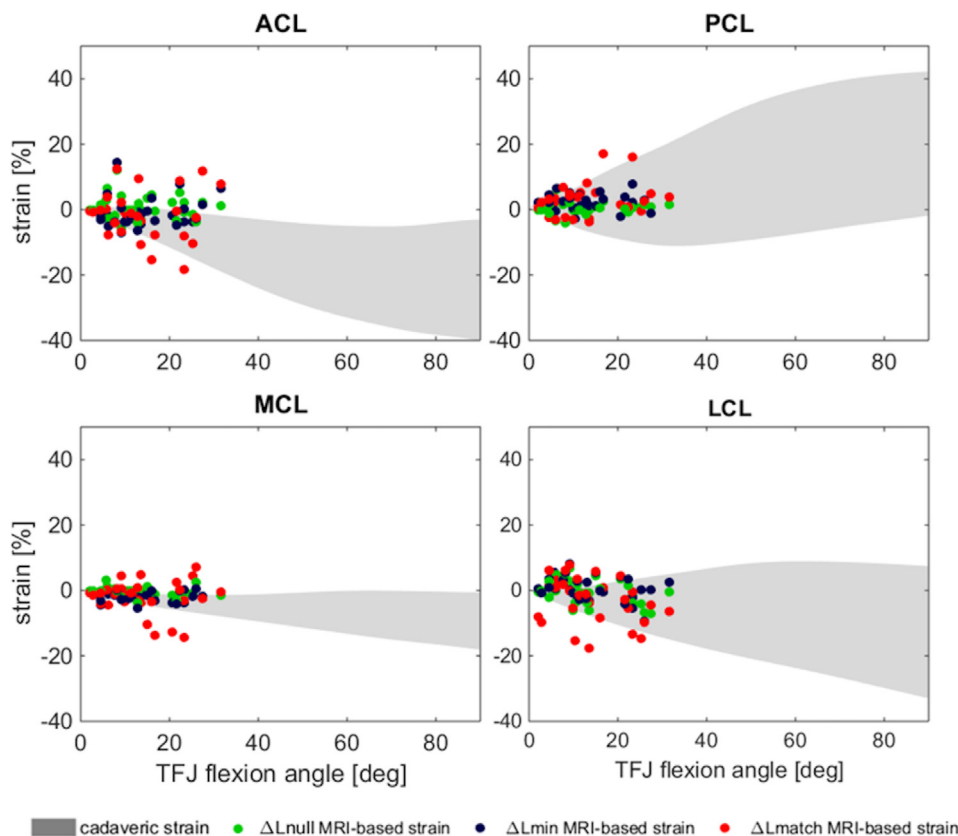 ACL
PCL
strain [%]
40
20
0
-20
-40
0 20 40 60 80
40
20
0
-20
-40
0 20 40 60 80
MCL
LCL
strain [%]
40
20
0
-20
-40
0 20 40 60 80
TFJ flexion angle [deg]
40
20
0
-20
-40
0 20 40 60 80
TFJ flexion angle [deg]
cadaveric strain ΔLnull MRI-based strain ΔLmin MRI-based strain ΔLmatch MRI-based strain